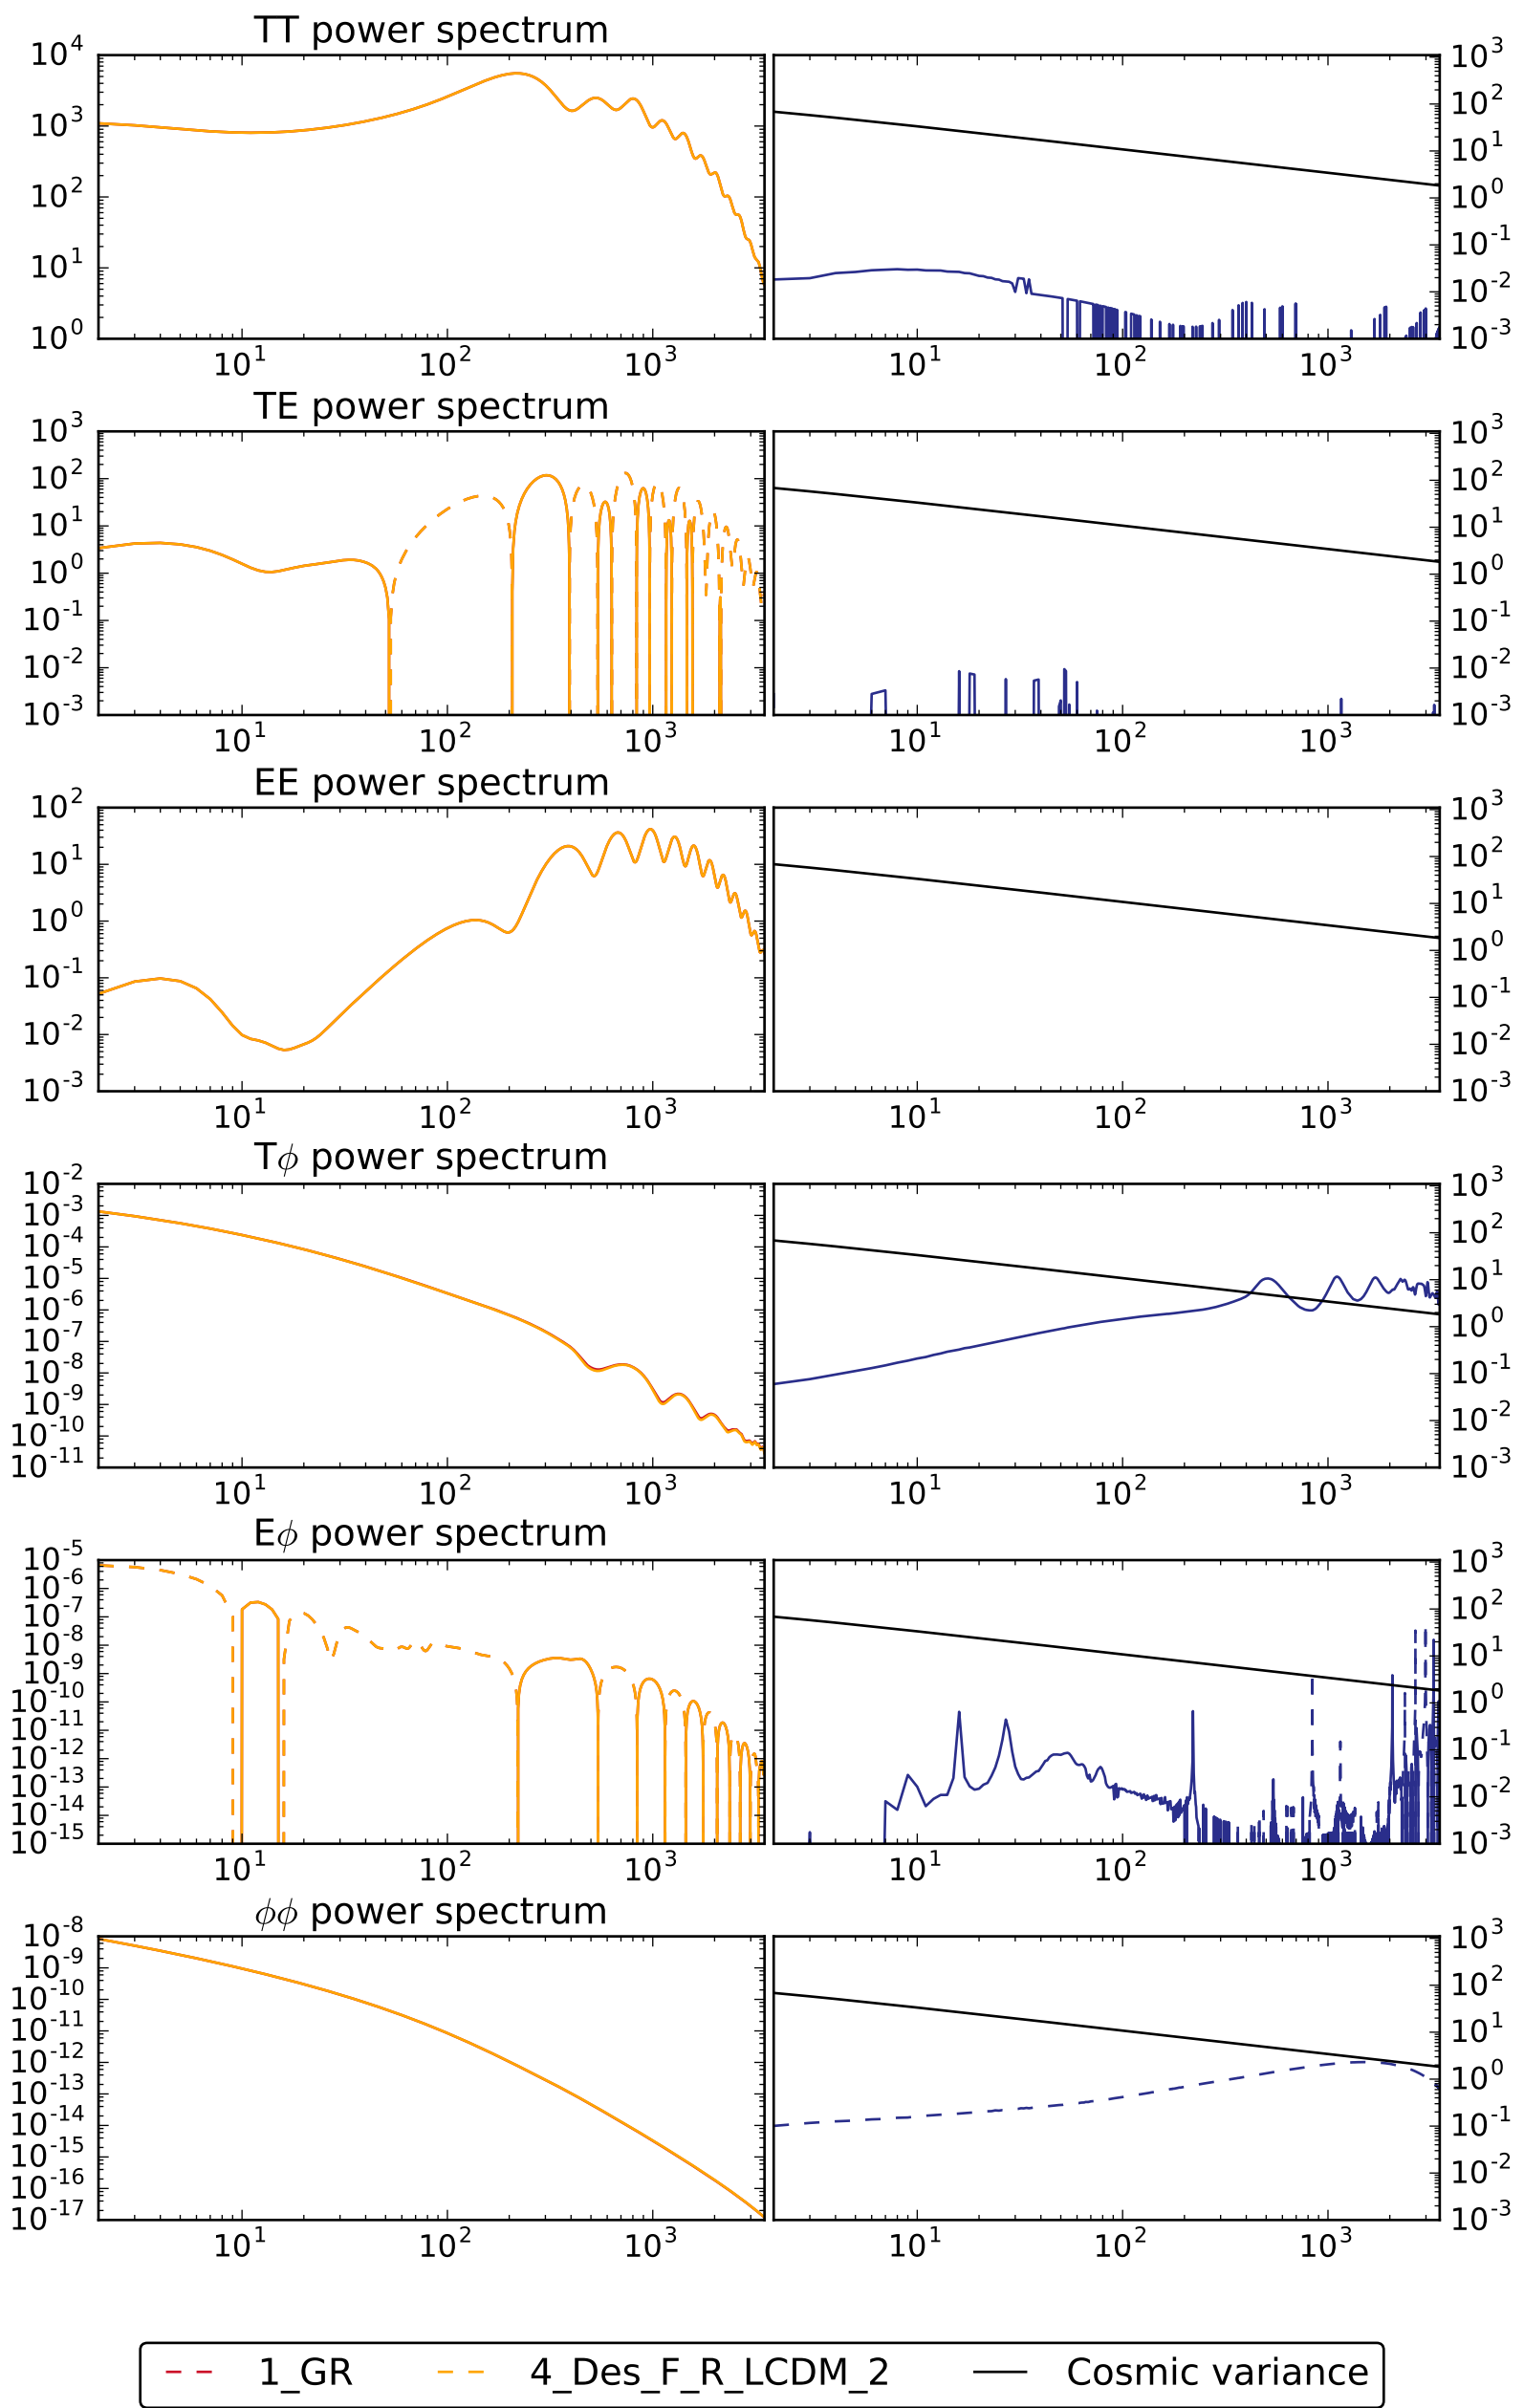 TT power spectrum
10^4 10^3 10^2 10^1 10^0
10^3 10^2 10^1 10^0 10^-1 10^-2 10^-3
10^1 10^2 10^3 10^1 10^2 10^3
TE power spectrum
10^3 10^2 10^1 10^0 10^-1 10^-2 10^-3
10^3 10^2 10^1 10^0 10^-1 10^-2 10^-3
10^1 10^2 10^3 10^1 10^2 10^3
EE power spectrum
10^2 10^1 10^0 10^-1 10^-2 10^-3
10^3 10^2 10^1 10^0 10^-1 10^-2 10^-3
10^1 10^2 10^3 10^1 10^2 10^3
Tϕ power spectrum
10^-2 10^-3 10^-4 10^-5 10^-6 10^-7 10^-8 10^-9 10^-10 10^-11
10^3 10^2 10^1 10^0 10^-1 10^-2 10^-3
10^1 10^2 10^3 10^1 10^2 10^3
Eϕ power spectrum
10^-5 10^-6 10^-7 10^-8 10^-9 10^-10 10^-11 10^-12 10^-13 10^-14 10^-15
10^3 10^2 10^1 10^0 10^-1 10^-2 10^-3
10^1 10^2 10^3 10^1 10^2 10^3
ϕϕ power spectrum
10^-8 10^-9 10^-10 10^-11 10^-12 10^-13 10^-14 10^-15 10^-16 10^-17
10^3 10^2 10^1 10^0 10^-1 10^-2 10^-3
10^1 10^2 10^3 10^1 10^2 10^3
1_GR 4_Des_F_R_LCDM_2 Cosmic variance